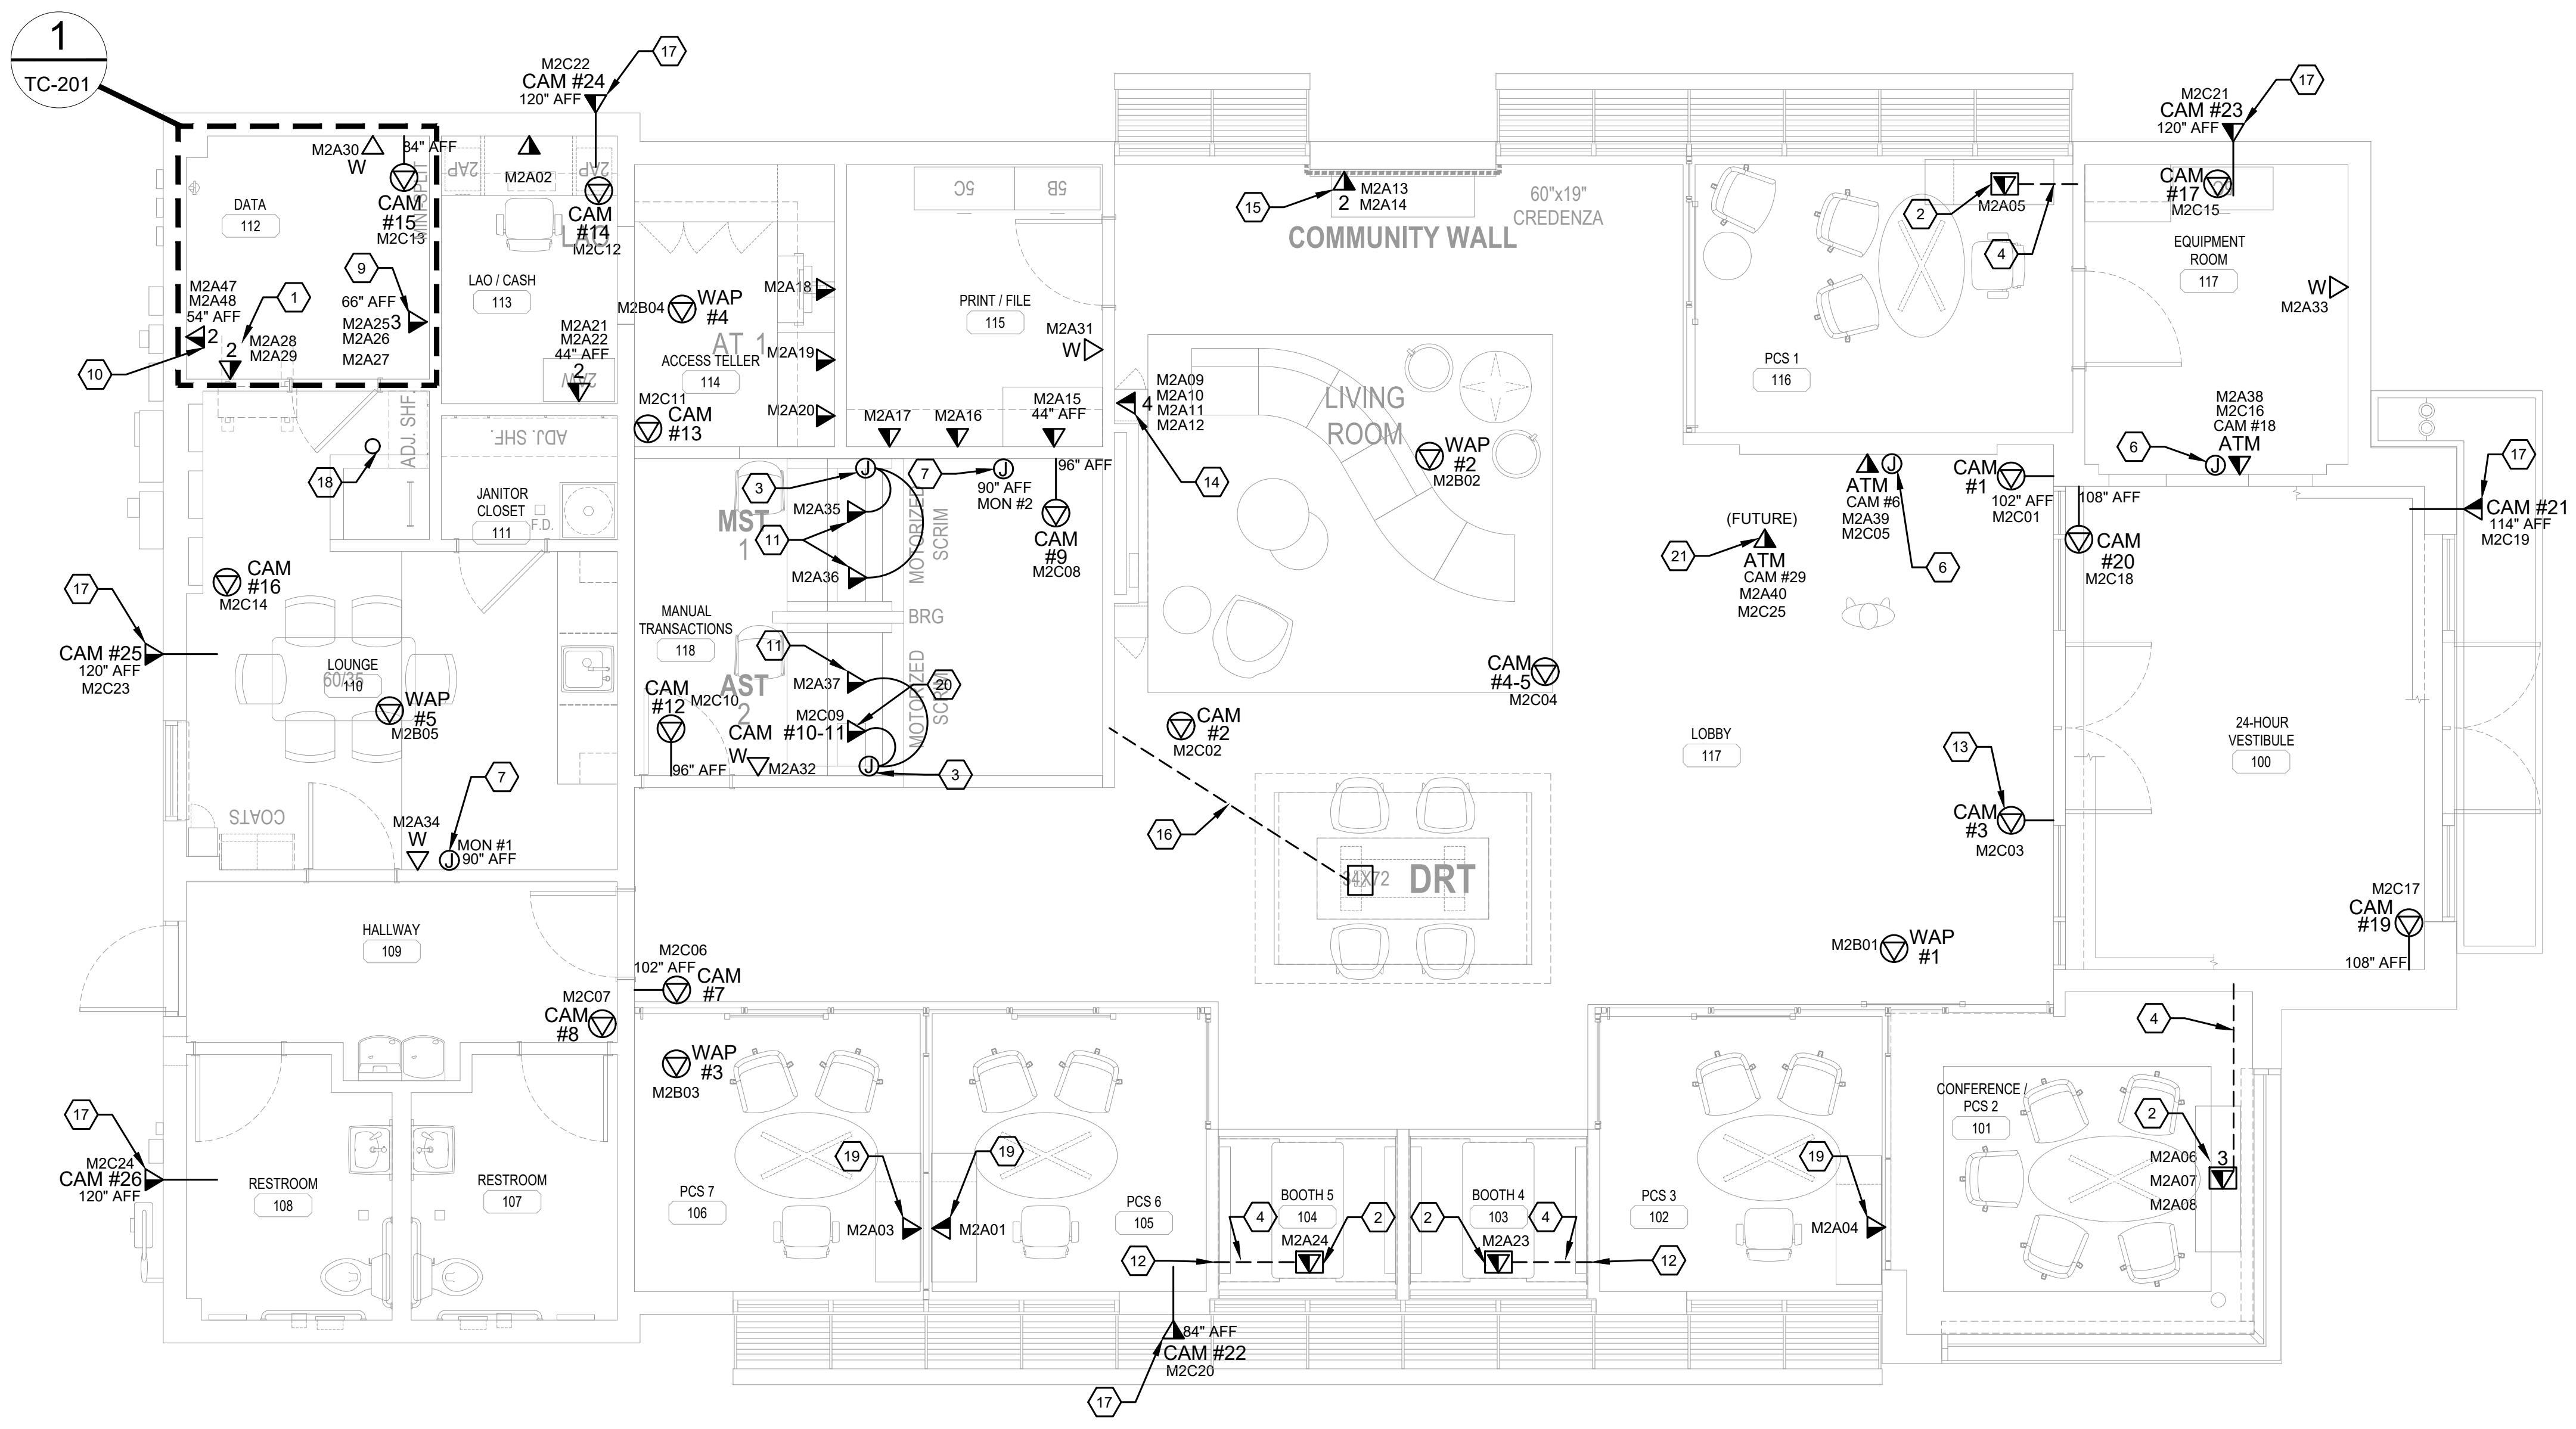 1
TC-201
M2C22
CAM #24
120" AFF
17
M2C21
CAM #23
120" AFF
17
M2A30
W
84" AFF
MINI-SPLIT
CAM
#15
M2C13
DATA
112
9
66" AFF
M2A25
M2A26
M2A27
3
M2A47
M2A48
54" AFF
2
1
2
M2A28
M2A29
10
2AP
M2A02
2AP
CAM
#14
M2C12
LAO
LAO / CASH
113
M2A21
M2A22
44" AFF
2
2AW
M2B04
WAP
#4
AT 1
ACCESS TELLER
114
M2A18
M2A19
M2A20
M2C11
CAM
#13
5C
5B
PRINT / FILE
115
M2A31
W
M2A17
M2A16
M2A15
44" AFF
15
2
M2A13
M2A14
60"x19"
CREDENZA
COMMUNITY WALL
M2A09
M2A10
M2A11
M2A12
4
14
LIVING
ROOM
WAP
#2
M2B02
PCS 1
116
2
M2A05
4
CAM
#17
M2C15
EQUIPMENT
ROOM
117
W
M2A33
M2A38
M2C16
CAM #18
ATM
6
J
17
CAM #21
114" AFF
M2C19
ADJ. SHF.
ADJ. SHF.
18
JANITOR
CLOSET
111
F.D.
3
J
7
J
90" AFF
MON #2
96" AFF
CAM
#9
M2C08
MST
1
M2A35
11
M2A36
MOTORIZED
SCRIM
BRG
MANUAL
TRANSACTIONS
118
11
M2A37
AST
2
20
MOTORIZED
SCRIM
M2C09
CAM #10-11
J
3
W
M2A32
CAM
#12
M2C10
96" AFF
CAM
#16
M2C14
17
CAM #25
120" AFF
M2C23
LOUNGE
60/35
110
WAP
#5
M2B05
COATS
7
M2A34
W
J
MON #1
90" AFF
ATM
CAM #6
M2A39
M2C05
J
6
(FUTURE)
21
ATM
CAM #29
M2A40
M2C25
CAM
#1
102" AFF
M2C01
108" AFF
CAM
#20
M2C18
CAM
#4-5
M2C04
CAM
#2
M2C02
LOBBY
117
13
CAM
#3
M2C03
24-HOUR
VESTIBULE
100
16
34X72
DRT
M2B01
WAP
#1
M2C17
CAM
#19
108" AFF
HALLWAY
109
M2C07
CAM
#8
M2C06
102" AFF
CAM
#7
WAP
#3
M2B03
4
17
M2C24
CAM #26
120" AFF
RESTROOM
108
RESTROOM
107
PCS 7
106
19
M2A03
19
M2A01
PCS 6
105
12
4
BOOTH 5
104
M2A24
2
2
BOOTH 4
103
M2A23
4
12
PCS 3
102
19
M2A04
CONFERENCE /
PCS 2
101
2
M2A06
M2A07
M2A08
3
84" AFF
CAM #22
M2C20
17